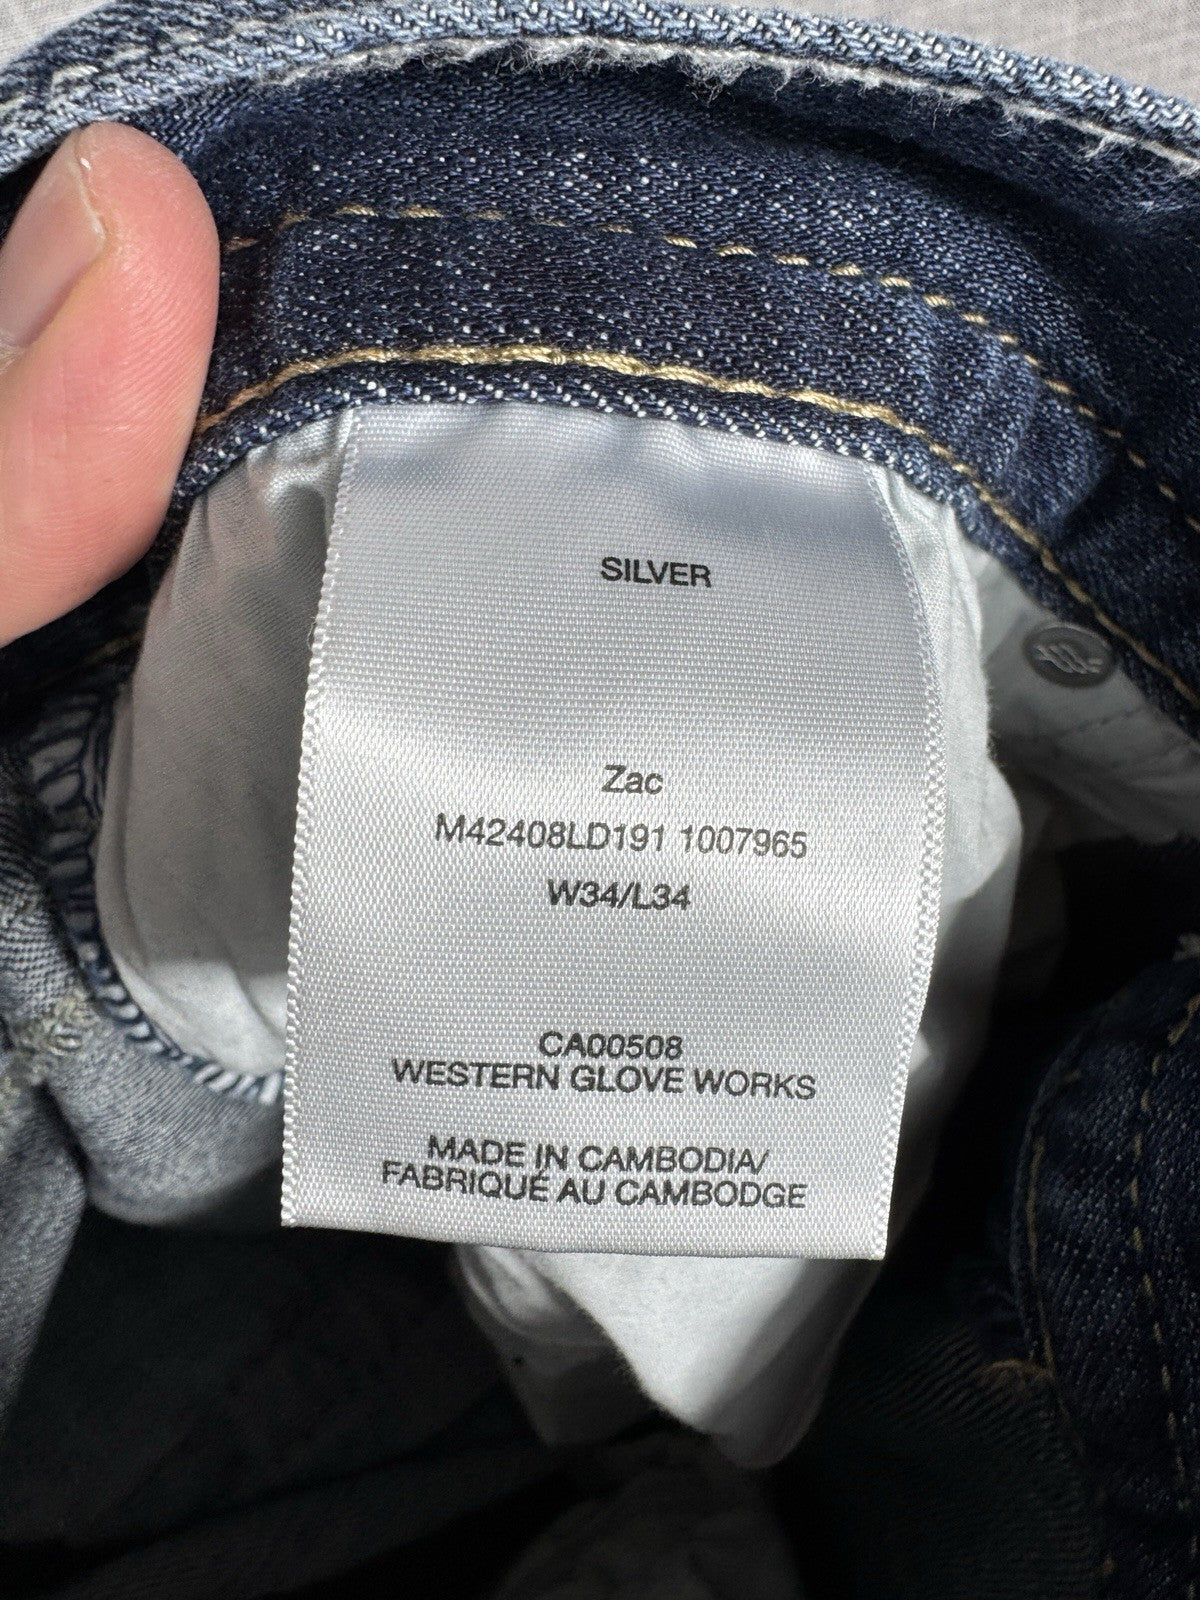 SILVER
Zac
M42408LD191 1007965
W34/L34
CA00508
WESTERN GLOVE WORKS
MADE IN CAMBODIA/
FABRIQUÉ AU CAMBODGE